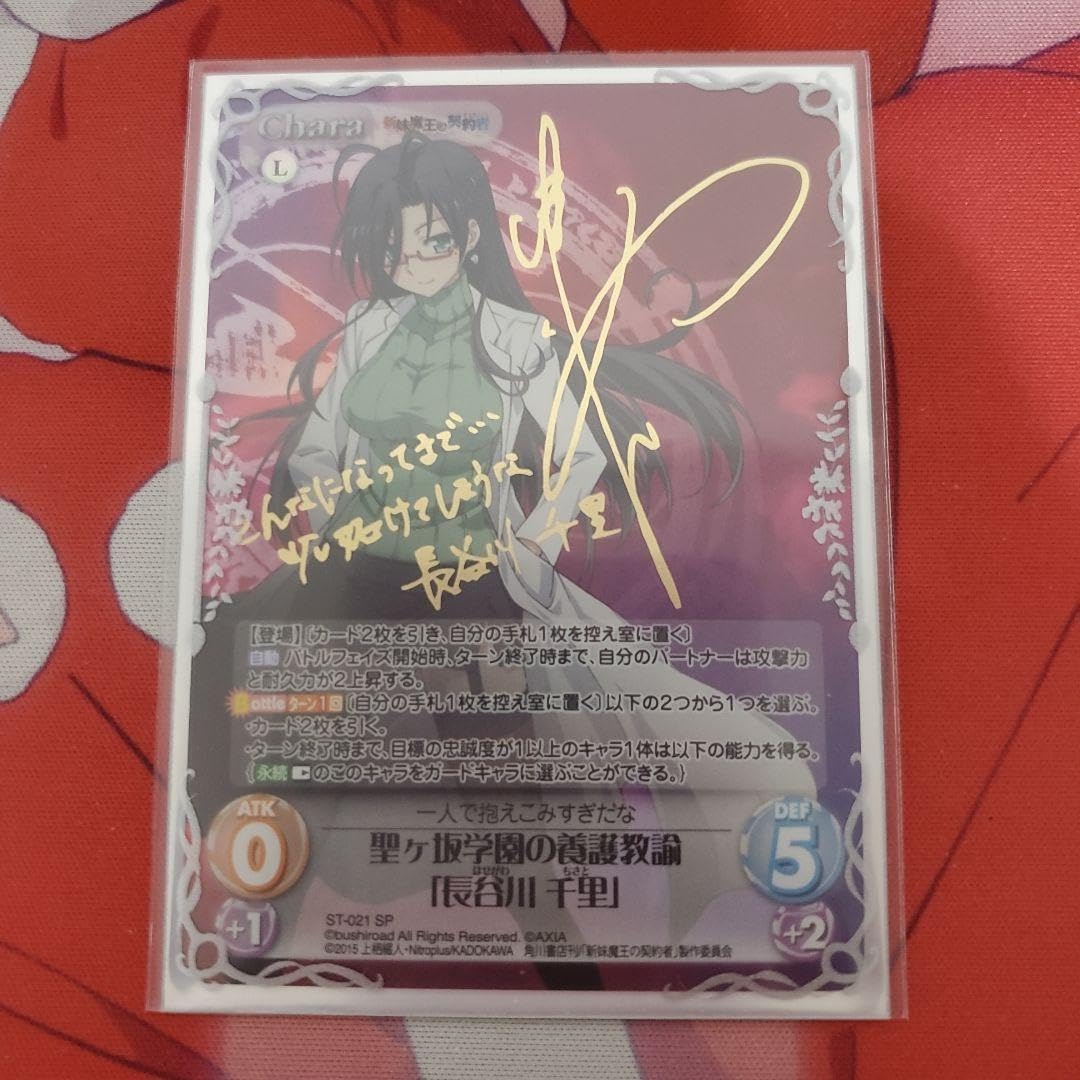 Chara 新妹魔王の契約者
L
こんなになってまで…
長谷川 千里
【登場】〔カード2枚を引き、自分の手札1枚を控え室に置く〕
自動 バトルフェイズ開始時、ターン終了時まで、自分のパートナーは攻撃力
と耐久力が2上昇する。
Battle ターン1 〔自分の手札1枚を控え室に置く〕以下の2つから1つを選ぶ。
・カード2枚を引く。
・ターン終了時まで、目標の忠誠度が1以上のキャラ1体は以下の能力を得る。
{永続 のこのキャラをガードキャラに選ぶことができる。}
一人で抱えこみすぎだな
ATK
0
+1
聖ヶ坂学園の養護教諭
はせがわ ちさと
「長谷川 千里」
DEF
5
+2
ST-021 SP
©bushiroad All Rights Reserved. ©AXIA
©2015 上栖綴人・Nitroplus/KADOKAWA 角川書店刊/「新妹魔王の契約者」製作委員会